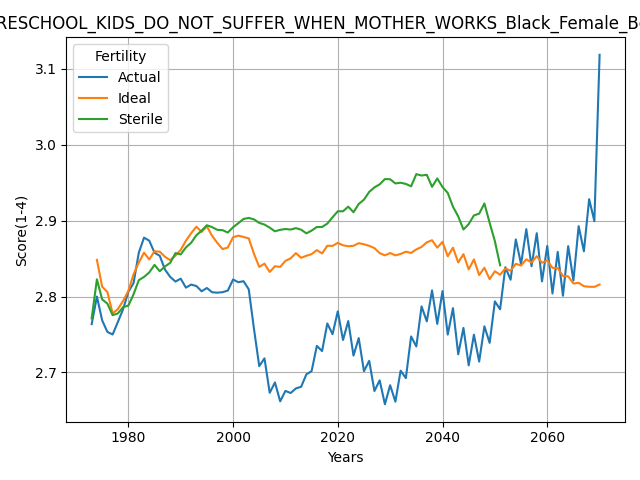 RESCHOOL_KIDS_DO_NOT_SUFFER_WHEN_MOTHER_WORKS_Black_Female_B
Fertility
Actual
Ideal
Sterile
Score(1-4)
3.1
3.0
2.9
2.8
2.7
1980 2000 2020 2040 2060
Years